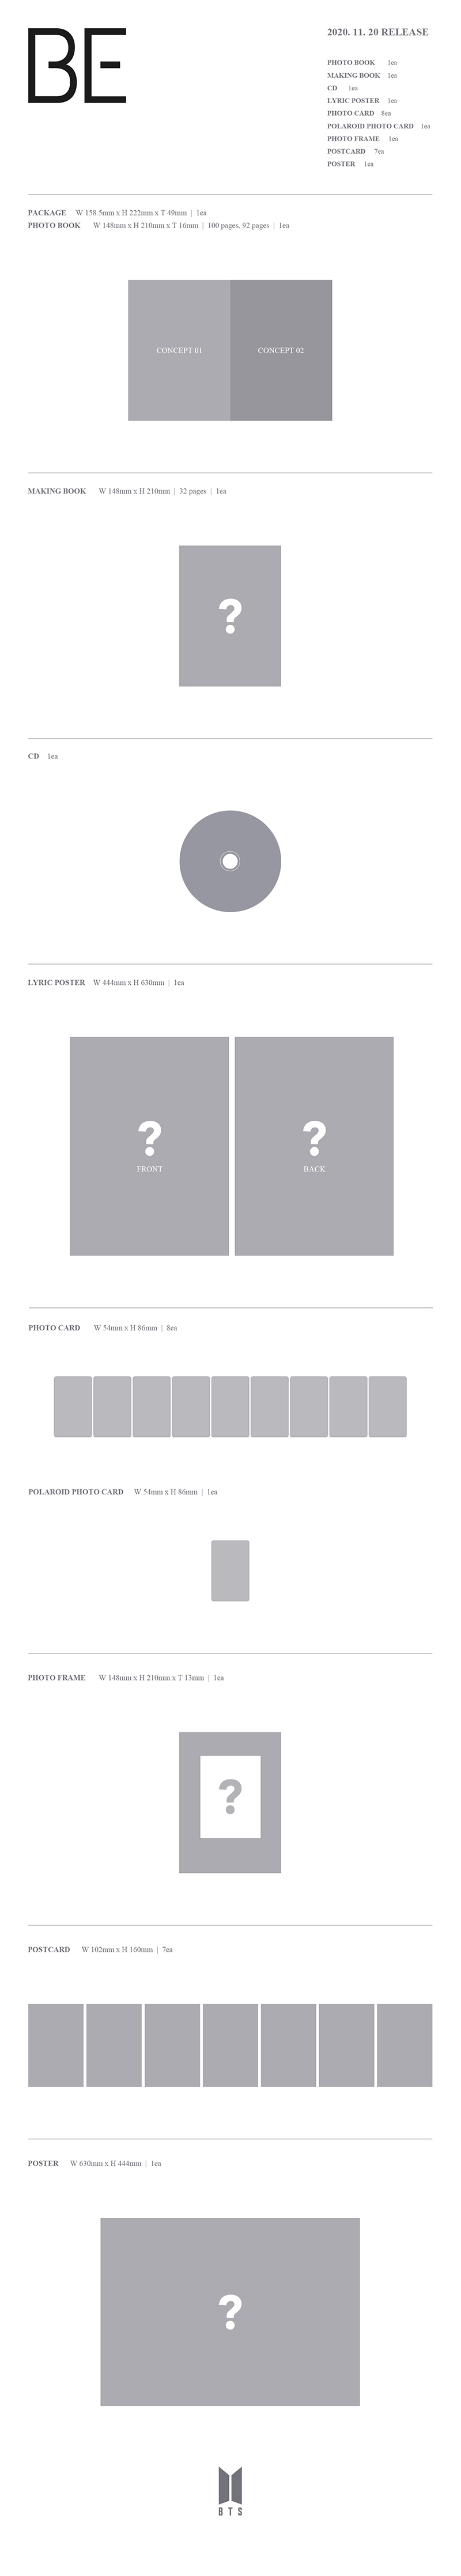 BE
2020. 11. 20 RELEASE
PHOTO BOOK 1ea
MAKING BOOK 1ea
CD 1ea
LYRIC POSTER 1ea
PHOTO CARD 8ea
POLAROID PHOTO CARD 1ea
PHOTO FRAME 1ea
POSTCARD 7ea
POSTER 1ea
PACKAGE W 158.5mm x H 222mm x T 49mm | 1ea
PHOTO BOOK W 148mm x H 210mm x T 16mm | 100 pages, 92 pages | 1ea
CONCEPT 01
CONCEPT 02
MAKING BOOK W 148mm x H 210mm | 32 pages | 1ea
?
CD 1ea
LYRIC POSTER W 444mm x H 630mm | 1ea
?
FRONT
?
BACK
PHOTO CARD W 54mm x H 86mm | 8ea
POLAROID PHOTO CARD W 54mm x H 86mm | 1ea
PHOTO FRAME W 148mm x H 210mm x T 13mm | 1ea
?
POSTCARD W 102mm x H 160mm | 7ea
POSTER W 630mm x H 444mm | 1ea
?
BTS